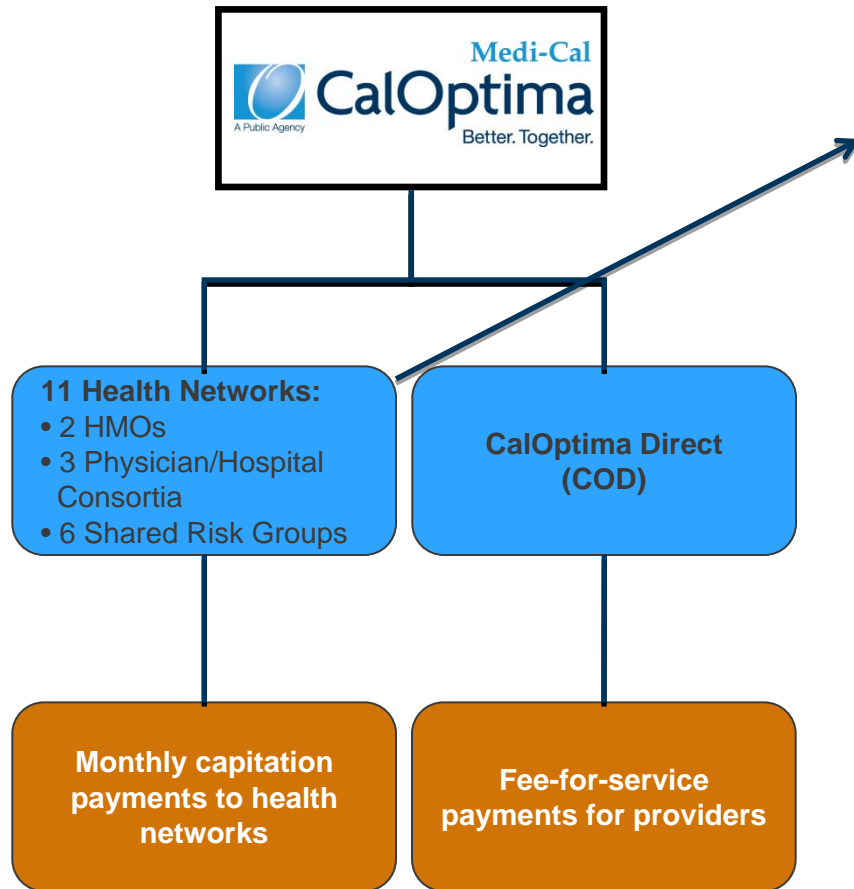 Medi-Cal
CalOptima
A Public Agency
Better. Together.
11 Health Networks:
• 2 HMOs
• 3 Physician/Hospital
Consortia
• 6 Shared Risk Groups
CalOptima Direct
(COD)
Monthly capitation
payments to health
networks
Fee-for-service
payments for providers